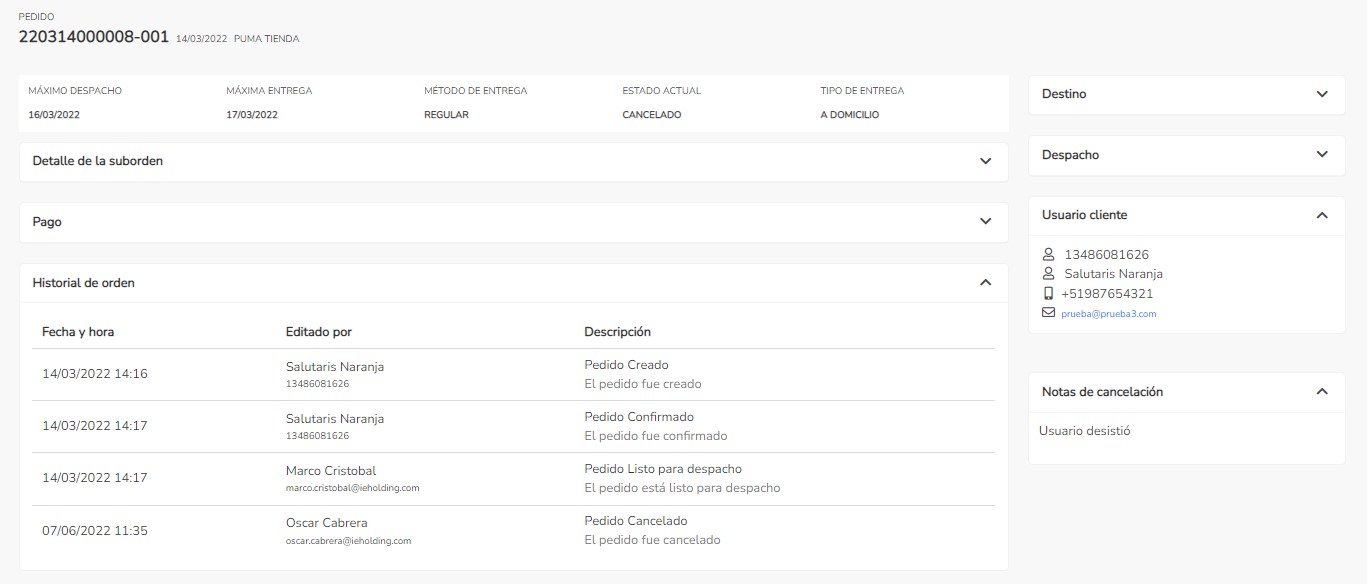 PEDIDO
220314000008-001 14/03/2022 PUMA TIENDA
MÁXIMO DESPACHO MÁXIMA ENTREGA MÉTODO DE ENTREGA ESTADO ACTUAL TIPO DE ENTREGA
16/03/2022 17/03/2022 REGULAR CANCELADO A DOMICILIO
Detalle de la suborden
Pago
Historial de orden
Fecha y hora Editado por Descripción
14/03/2022 14:16 Salutaris Naranja Pedido Creado
13486081626 El pedido fue creado
14/03/2022 14:17 Salutaris Naranja Pedido Confirmado
13486081626 El pedido fue confirmado
14/03/2022 14:17 Marco Cristobal Pedido Listo para despacho
marco.cristobal@ieholding.com El pedido está listo para despacho
07/06/2022 11:35 Oscar Cabrera Pedido Cancelado
oscar.cabrera@ieholding.com El pedido fue cancelado
Destino
Despacho
Usuario cliente
13486081626
Salutaris Naranja
+51987654321
prueba@prueba3.com
Notas de cancelación
Usuario desistió